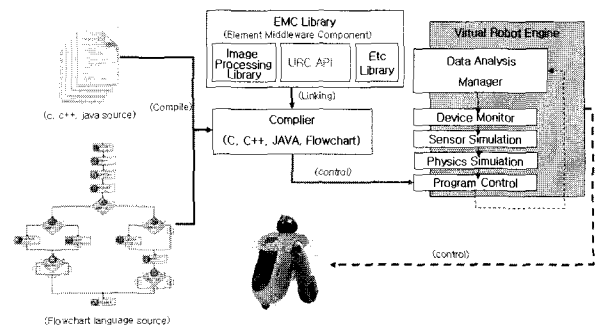 EMC Library
(Element Middleware Component)
Image
Processing
Library
URC API
Etc
Library
Virtual Robot Engine
Data Analysis
Manager
(c, c++, java source)
(Compile)
(Linking)
Complier
(C, C++, JAVA, Flowchart)
Device Monitor
Sensor Simulation
Physics Simulation
Program Control
(control)
(control)
(Flowchart language source)